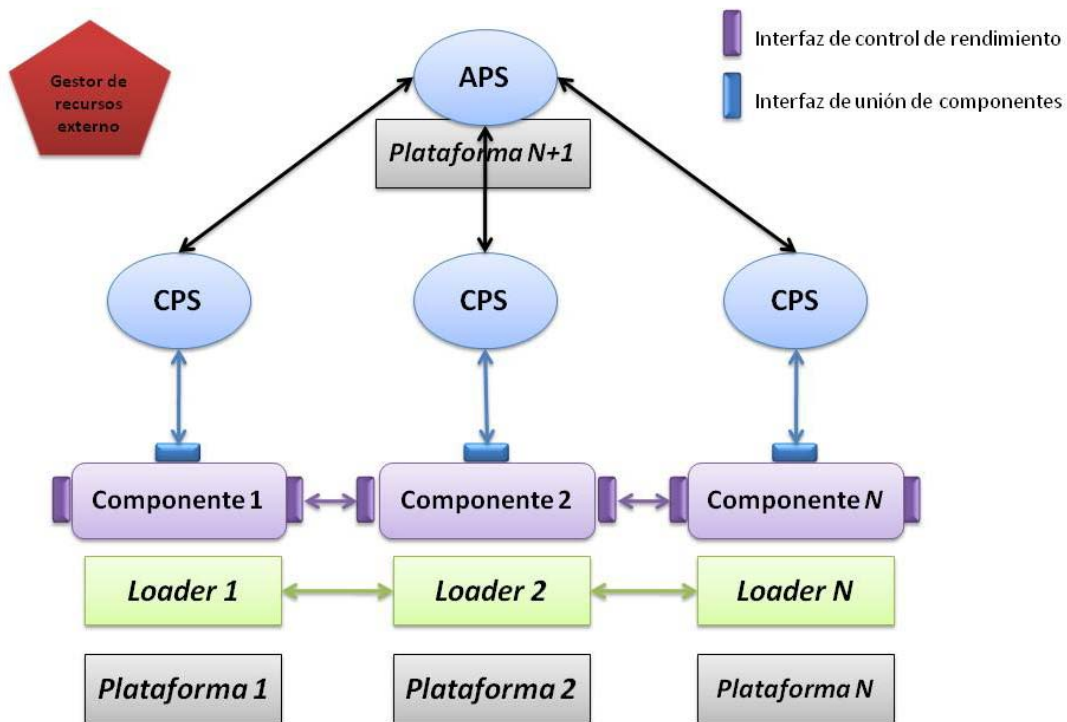 Gestor de
recursos
externo
APS
Plataforma N+1
Interfaz de control de rendimiento
Interfaz de unión de componentes
CPS
CPS
CPS
Componente 1
Componente 2
Componente N
Loader 1
Loader 2
Loader N
Plataforma 1
Plataforma 2
Plataforma N